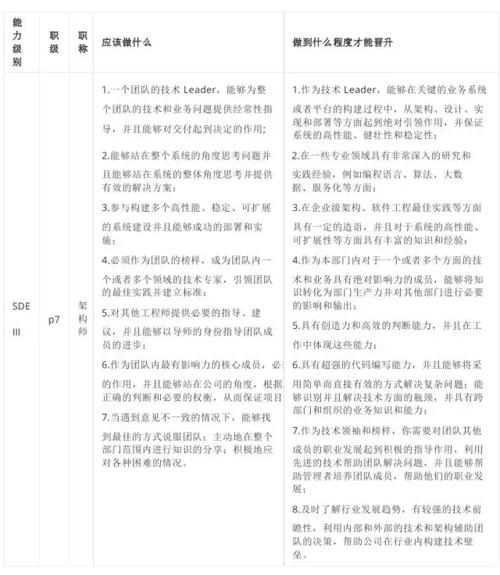 能力级别
职级
职称
应该做什么
做到什么程度才能晋升
SDE III
p7
架构师
1.一个团队的技术 Leader，能够为整
个团队的技术和业务问题提供经常性指
导，并且能够对交付起到决定的作用;
2.能够站在整个系统的角度思考问题并
且能够站在系统的整体角度思考并提供
有效的解决方案；
3.参与构建多个高性能、稳定、可扩展
的系统建设并且能够成功的部署和实
施；
4.必须作为团队的榜样，成为团队内一
个或者多个领域的技术专家，引领团队
的最佳实践并建立标准；
5.对其他工程师提供必要的指导、建
议，并且能够以导师的身份指导团队成
员的进步；
6.作为团队内最有影响力的核心成员，必
的作用，并且能够站在公司的角度，根据
正确的判断和必要的权衡，从而保证项目
7.当遇到意见不一致的情况下，能够找
到最佳的方式说服团队；主动地在整个
部门范围内进行知识的分享；积极地应
对各种困难的情况。
1.作为技术 Leader，能够在关键的业务系统
或者平台的构建过程中，从架构、设计、实
现和部署等方面起到绝对引领作用，并保证
系统的高性能、健壮性和稳定性；
2.在一些专业领域具有非常深入的研究和
实践经验，例如编程语言、算法、大数
据、服务化等方面；
3.在企业级架构、软件工程最佳实践等方面
具有一定的造诣，并且对于系统的高性能、
可扩展性等方面具有丰富的知识和经验；
4.作为本部门内对于一个或者多个方面的技
术和业务具有绝对影响力的成员，能够将知
识转化为部门生产力并对其他部门进行必要
的影响和输出；
5.具有创造力和高效的判断能力，并且在工
作中体现这些能力；
6.具有超强的代码编写能力，并且能够将采
用简单而直接有效的方式解决复杂问题；能
够识别并且解决技术方面的瓶颈，并具有跨
部门和组织的业务知识和能力；
7.作为技术领袖和榜样，你需要对团队其他
成员的职业发展起到积极的指导作用，利用
先进的技术帮助团队解决问题，并且能够帮
助管理者培养团队成员，帮助他们的职业发
展；
8.及时了解行业发展趋势，有较强的技术前
瞻性，利用内部和外部的技术和架构辅助团
队的决策，帮助公司在行业内构建技术壁
垒。